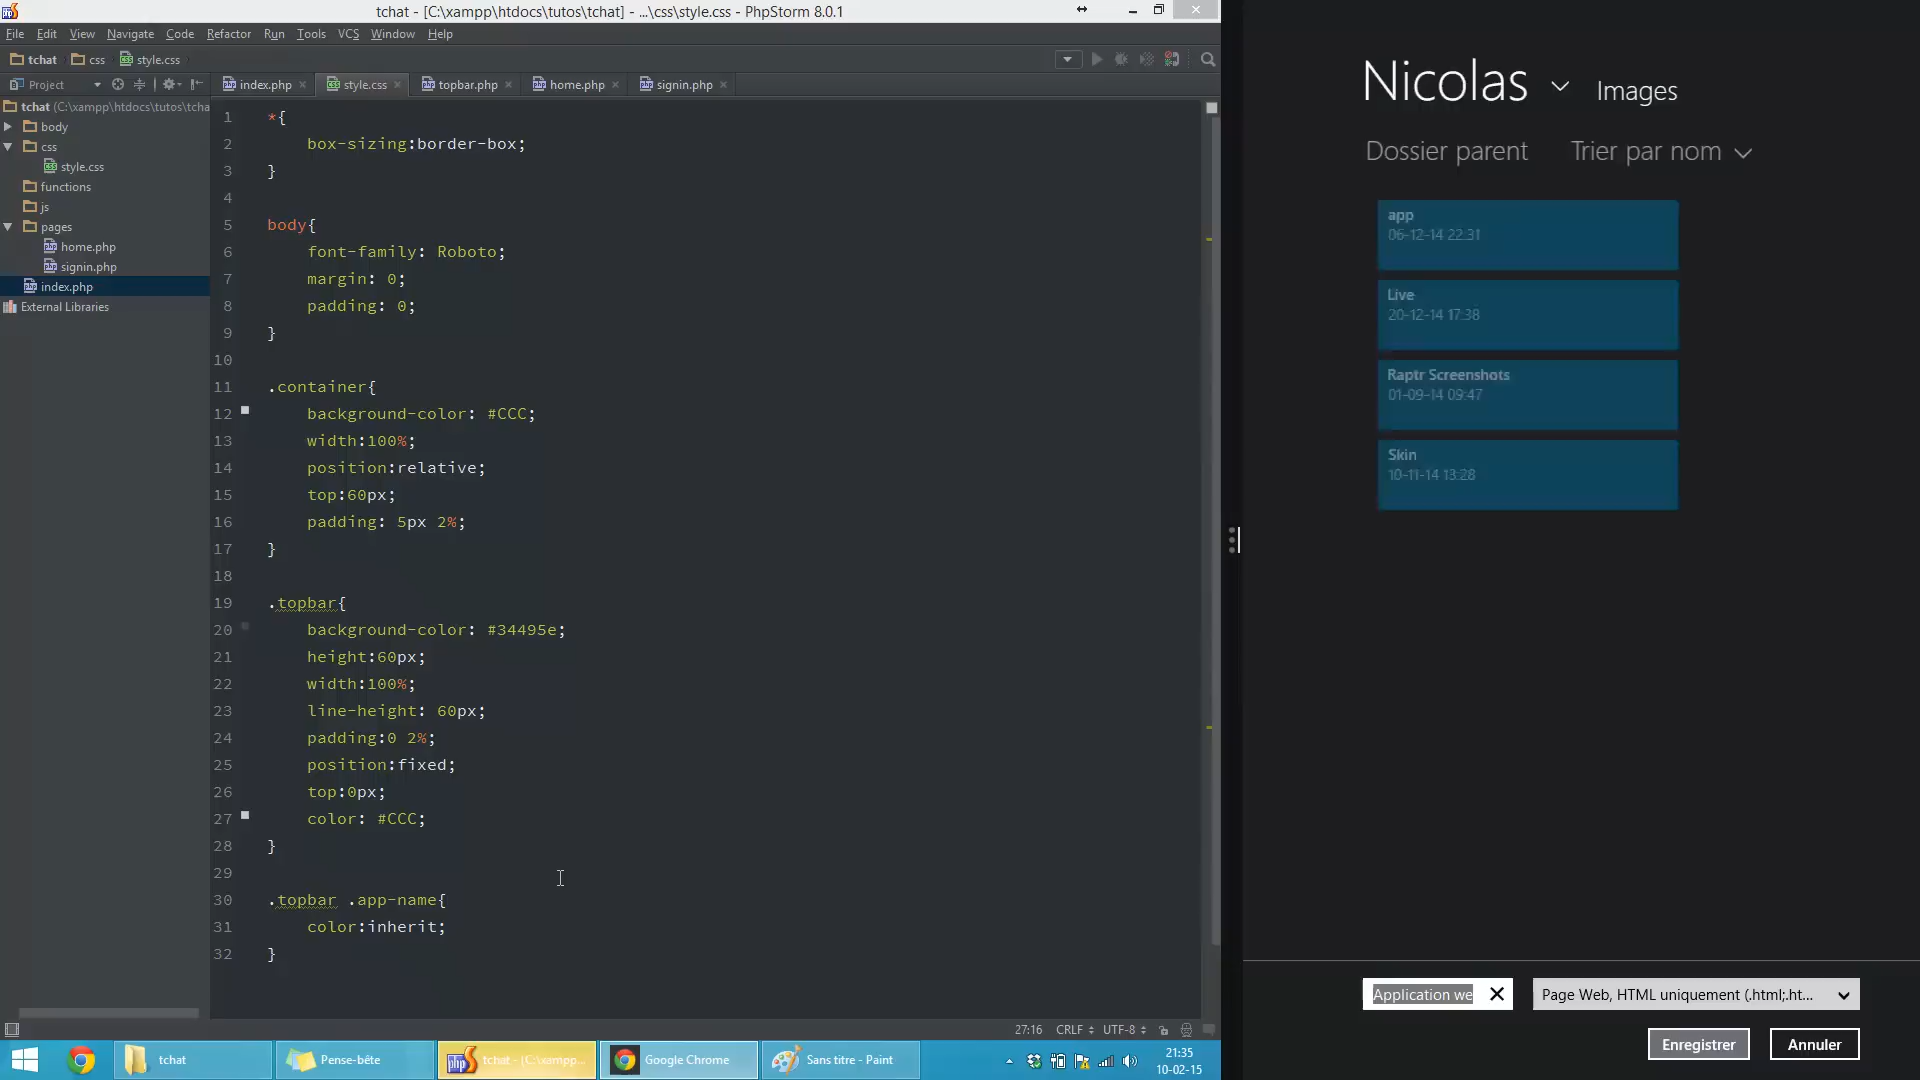 tchat - [C:\xampp\htdocs\tutos\tchat] - ...\css\style.css - PhpStorm 8.0.1
File Edit View Navigate Code Refactor Run Tools VCS Window Help
tchat css style.css
Project
index.php style.css topbar.php home.php signin.php
tchat (C:\xampp\htdocs\tutos\tcha
body
css
style.css
functions
js
pages
home.php
signin.php
index.php
External Libraries
1 *{
2 box-sizing:border-box;
3 }
4
5 body{
6 font-family: Roboto;
7 margin: 0;
8 padding: 0;
9 }
10
11 .container{
12 background-color: #CCC;
13 width:100%;
14 position:relative;
15 top:60px;
16 padding: 5px 2%;
17 }
18
19 .topbar{
20 background-color: #34495e;
21 height:60px;
22 width:100%;
23 line-height: 60px;
24 padding:0 2%;
25 position:fixed;
26 top:0px;
27 color: #CCC;
28 }
29
30 .topbar .app-name{
31 color:inherit;
32 }
27:16 CRLF UTF-8
Nicolas Images
Dossier parent Trier par nom
app
06-12-14 22:31
Live
20-12-14 17:38
Raptr Screenshots
01-09-14 09:47
Skin
10-11-14 13:28
Application we
Page Web, HTML uniquement (.html;.ht...
Enregistrer Annuler
tchat Pense-bête tchat - [C:\xampp... Google Chrome Sans titre - Paint
21:35
10-02-15